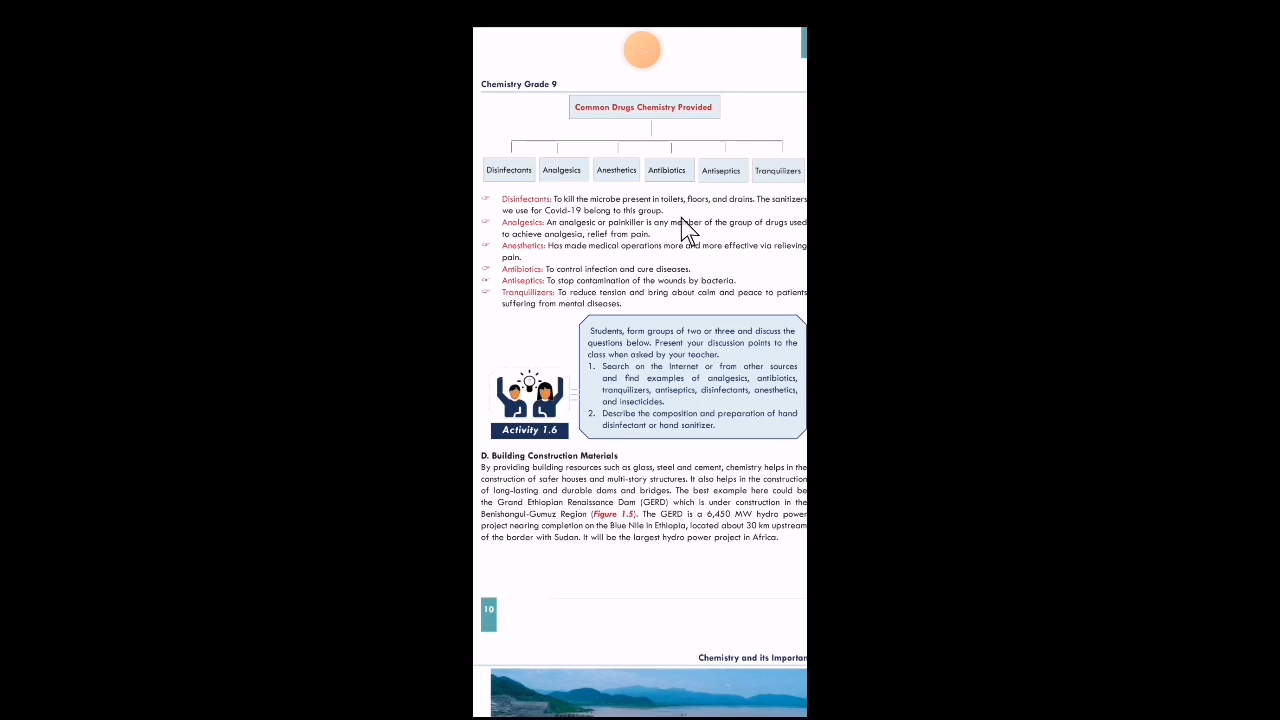 Chemistry Grade 9
Common Drugs Chemistry Provided
Disinfectants Analgesics Anesthetics Antibiotics Antiseptics Tranquilizers
Disinfectants: To kill the microbe present in toilets, floors, and drains. The sanitizers
we use for Covid-19 belong to this group.
Analgesics: An analgesic or painkiller is any member of the group of drugs used
to achieve analgesia, relief from pain.
Anesthetics: Has made medical operations more and more effective via relieving
pain.
Antibiotics: To control infection and cure diseases.
Antiseptics: To stop contamination of the wounds by bacteria.
Tranquillizers: To reduce tension and bring about calm and peace to patients
suffering from mental diseases.
Students, form groups of two or three and discuss the
questions below. Present your discussion points to the
class when asked by your teacher.
1. Search on the Internet or from other sources
and find examples of analgesics, antibiotics,
tranquilizers, antiseptics, disinfectants, anesthetics,
and insecticides.
2. Describe the composition and preparation of hand
disinfectant or hand sanitizer.
Activity 1.6
D. Building Construction Materials
By providing building resources such as glass, steel and cement, chemistry helps in the
construction of safer houses and multi-story structures. It also helps in the construction
of long-lasting and durable dams and bridges. The best example here could be
the Grand Ethiopian Renaissance Dam (GERD) which is under construction in the
Benishangul-Gumuz Region (Figure 1.5). The GERD is a 6,450 MW hydro power
project nearing completion on the Blue Nile in Ethiopia, located about 30 km upstream
of the border with Sudan. It will be the largest hydro power project in Africa.
10
Chemistry and its Importan